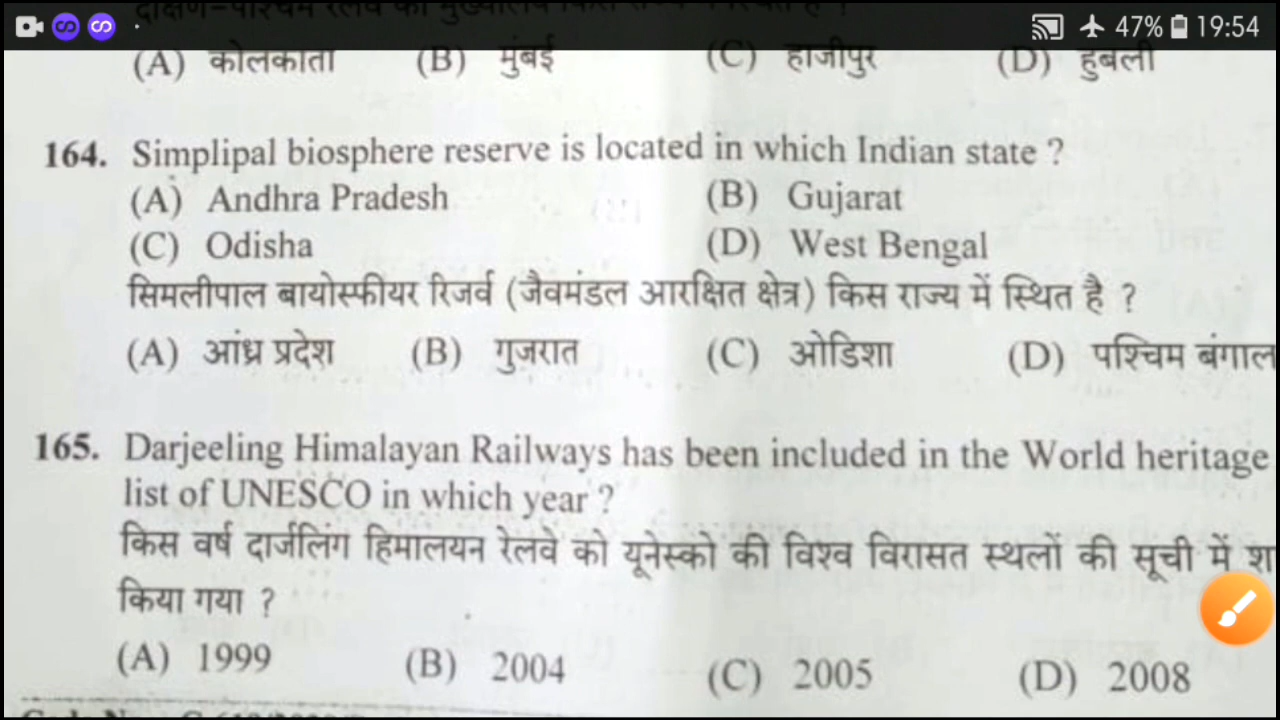 47% 19:54
(A) कोलकाता (B) मुंबई (C) हाजीपुर (D) हुबली
164. Simplipal biosphere reserve is located in which Indian state ?
(A) Andhra Pradesh (B) Gujarat
(C) Odisha (D) West Bengal
सिमलीपाल बायोस्फीयर रिजर्व (जैवमंडल आरक्षित क्षेत्र) किस राज्य में स्थित है ?
(A) आंध्र प्रदेश (B) गुजरात (C) ओडिशा (D) पश्चिम बंगाल
165. Darjeeling Himalayan Railways has been included in the World heritage
list of UNESCO in which year ?
किस वर्ष दार्जलिंग हिमालयन रेलवे को यूनेस्को की विश्व विरासत स्थलों की सूची में
किया गया ?
(A) 1999 (B) 2004 (C) 2005 (D) 2008